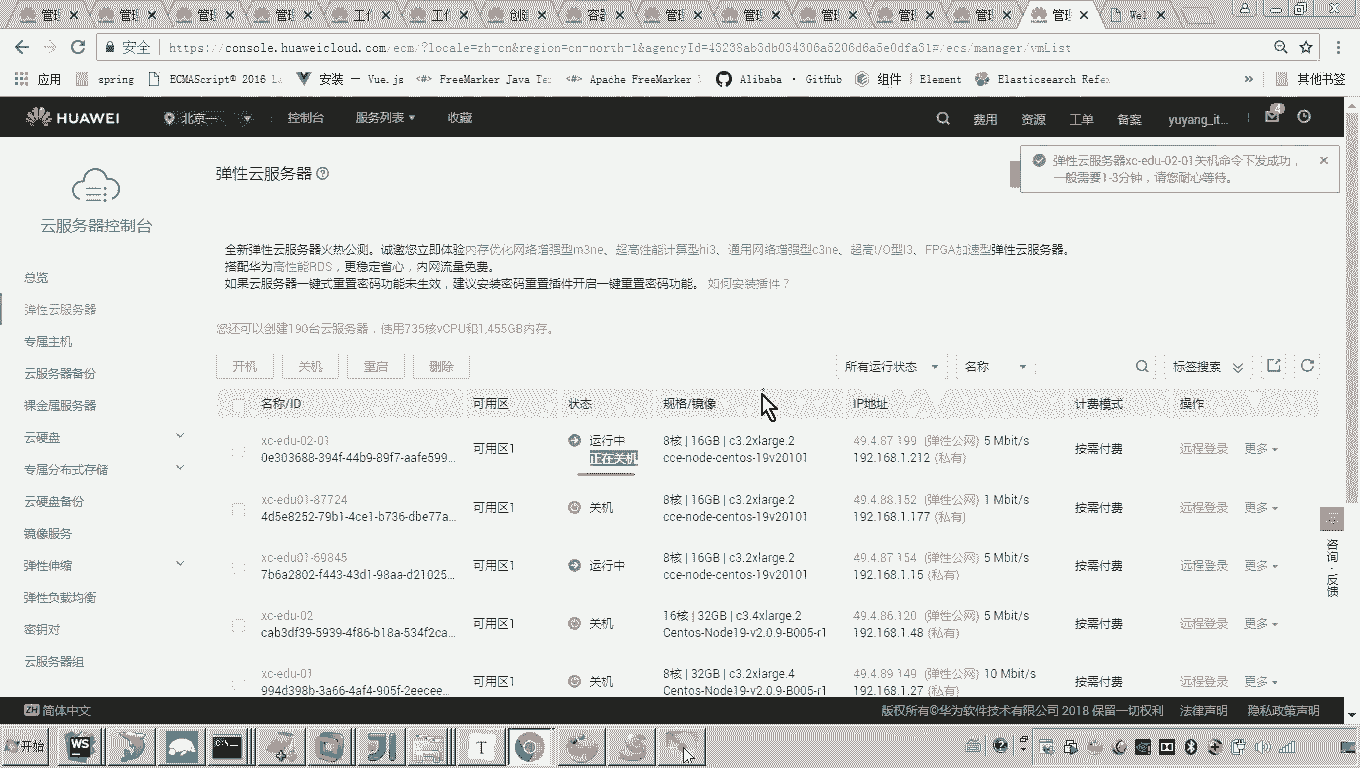 管理 管理 管理 管理 工作 工作 创建 容器 管理 管理 管理 管理 管理 管理 Wel
安全 https://console.huaweicloud.com/ecm/?locale=zh-cn&region=cn-north-1&agencyId=43238ab3db034306a5206d6a5e0dfa31#/ecs/manager/vmList
应用 spring ECMAScript® 2016 La 安装 — Vue.js FreeMarker Java Te Apache FreeMarker Alibaba · GitHub 组件 | Element Elasticsearch Refe » 其他书签
HUAWEI 北京一 控制台 服务列表 收藏 费用 资源 工单 备案 yuyang_it... 4
弹性云服务器xc-edu-02-01关机命令下发成功，
一般需要1-3分钟，请您耐心等待。
云服务器控制台
总览
弹性云服务器
专属主机
云服务器备份
裸金属服务器
云硬盘
专属分布式存储
云硬盘备份
镜像服务
弹性伸缩
弹性负载均衡
密钥对
云服务器组
弹性云服务器
全新弹性云服务器火热公测。诚邀您立即体验内存优化网络增强型m3ne、超高性能计算型hi3、通用网络增强型c3ne、超高I/O型I3、FPGA加速型弹性云服务器。
搭配华为高性能RDS，更稳定省心，内网流量免费。
如果云服务器一键式重置密码功能未生效，建议安装密码重置插件开启一键重置密码功能。 如何安装插件？
您还可以创建190台云服务器，使用735核vCPU和1,455GB内存。
开机 关机 重启 删除 所有运行状态 名称 标签搜索
名称/ID 可用区 状态 规格/镜像 IP地址 计费模式 操作
xc-edu-02-01 可用区1 运行中 8核 | 16GB | c3.2xlarge.2 49.4.87.199 (弹性公网) 5 Mbit/s 按需付费 远程登录 更多
0e303688-394f-44b9-89f7-aafe599... 正在关机 cce-node-centos-19v20101 192.168.1.212 (私有)
xc-edu01-87724 可用区1 关机 8核 | 16GB | c3.2xlarge.2 49.4.88.152 (弹性公网) 1 Mbit/s 按需付费 远程登录 更多
4d5e8252-79b1-4ce1-b736-dbe77a... cce-node-centos-19v20101 192.168.1.177 (私有)
xc-edu01-69845 可用区1 运行中 8核 | 16GB | c3.2xlarge.2 49.4.87.154 (弹性公网) 5 Mbit/s 按需付费 远程登录 更多
7b6a2802-f443-43d1-98aa-d21025... cce-node-centos-19v20101 192.168.1.15 (私有)
xc-edu-02 可用区1 关机 16核 | 32GB | c3.4xlarge.2 49.4.86.120 (弹性公网) 5 Mbit/s 按需付费 远程登录 更多
cab3df39-5939-4f86-b18a-534f2ca... Centos-Node19-v2.0.9-B005-r1 192.168.1.48 (私有)
xc-edu-01 可用区1 关机 8核 | 32GB | c3.2xlarge.4 49.4.89.149 (弹性公网) 10 Mbit/s 按需付费 远程登录 更多
994d398b-3a66-4af4-905f-2eecee... Centos-Node19-v2.0.9-B005-r1 192.168.1.27 (私有)
咨询·反馈
ZH 简体中文 版权所有©华为软件技术有限公司 2018 保留一切权利 法律声明 隐私政策声明
开始 WS T